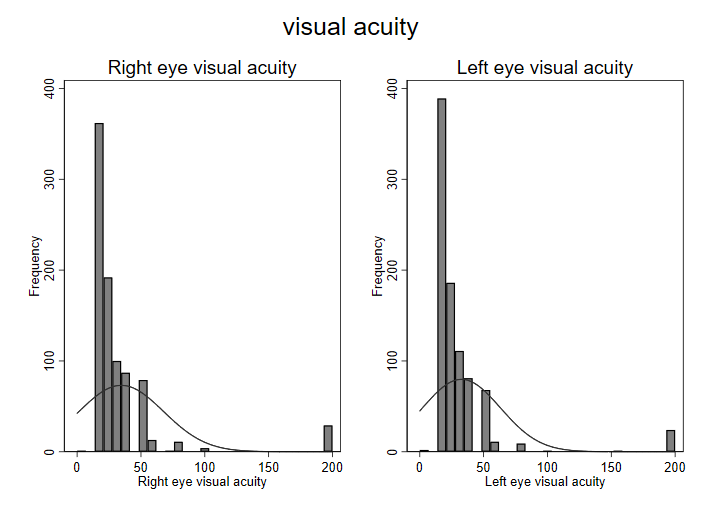 visual acuity
Right eye visual acuity
Left eye visual acuity
400
300
200
100
0
Frequency
0 50 100 150 200
Right eye visual acuity
400
300
200
100
0
Frequency
0 50 100 150 200
Left eye visual acuity